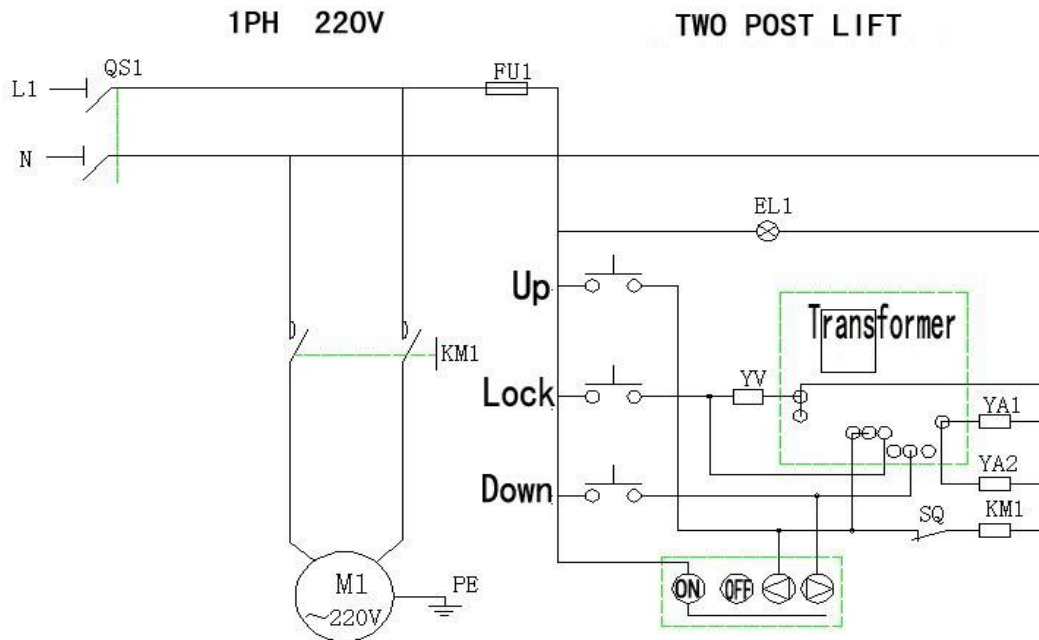 1PH 220V
TWO POST LIFT
QS1
FU1
L1
N
EL1
Up
Transformer
KM1
Lock
YV
YA1
Down
YA2
SQ
KM1
M1
~220V
PE
ON
OFF